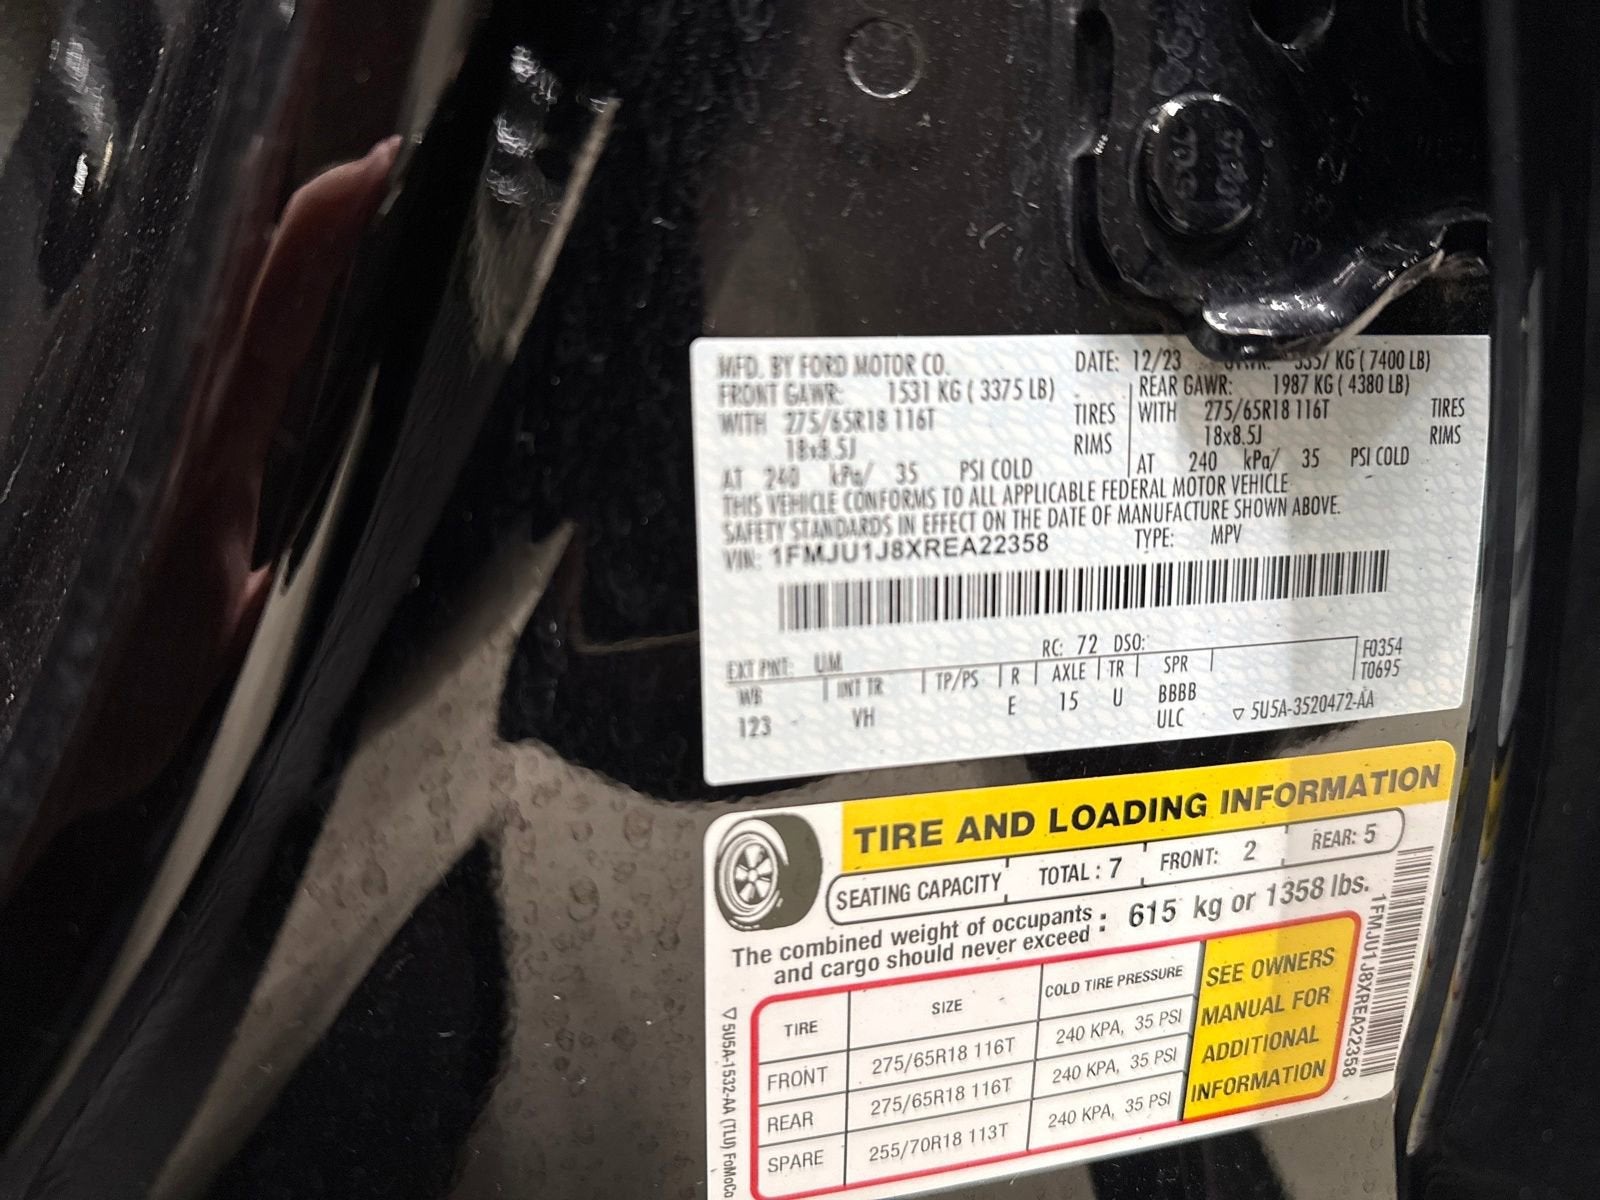 MFD. BY FORD MOTOR CO. DATE: 12/23 GVWR: 3357 KG ( 7400 LB)
FRONT GAWR: 1531 KG ( 3375 LB) REAR GAWR: 1987 KG ( 4380 LB)
WITH 275/65R18 116T TIRES WITH 275/65R18 116T TIRES
18x8.5J RIMS 18x8.5J RIMS
AT 240 kPa/ 35 PSI COLD AT 240 kPa/ 35 PSI COLD
THIS VEHICLE CONFORMS TO ALL APPLICABLE FEDERAL MOTOR VEHICLE
SAFETY STANDARDS IN EFFECT ON THE DATE OF MANUFACTURE SHOWN ABOVE.
VIN: 1FMJU1J8XREA22358 TYPE: MPV
EXT PNT: UM RC: 72 DSO: F0354
WB INT TR TP/PS R AXLE TR SPR T0695
123 VH E 15 U BBBB
ULC ▽ 5U5A-3520472-AA
TIRE AND LOADING INFORMATION
SEATING CAPACITY TOTAL : 7 FRONT: 2 REAR: 5
The combined weight of occupants and cargo should never exceed : 615 kg or 1358 lbs.
TIRE SIZE COLD TIRE PRESSURE
FRONT 275/65R18 116T 240 KPA, 35 PSI
REAR 275/65R18 116T 240 KPA, 35 PSI
SPARE 255/70R18 113T 240 KPA, 35 PSI
SEE OWNERS
MANUAL FOR
ADDITIONAL
INFORMATION
1FMJU1J8XREA22358
▽ 5U5A-1532-AA (TLU) FoMoCo